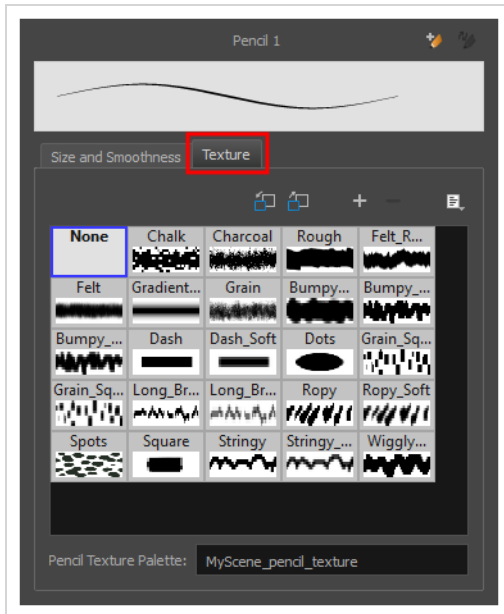 Pencil 1
Size and Smoothness Texture
None Chalk Charcoal Rough Felt_R...
Felt Gradient... Grain Bumpy... Bumpy_...
Bumpy_... Dash Dash_Soft Dots Grain_Sq...
Grain_Sq... Long_Br... Long_Br... Ropy Ropy_Soft
Spots Square Stringy Stringy_... Wiggly...
Pencil Texture Palette: MyScene_pencil_texture